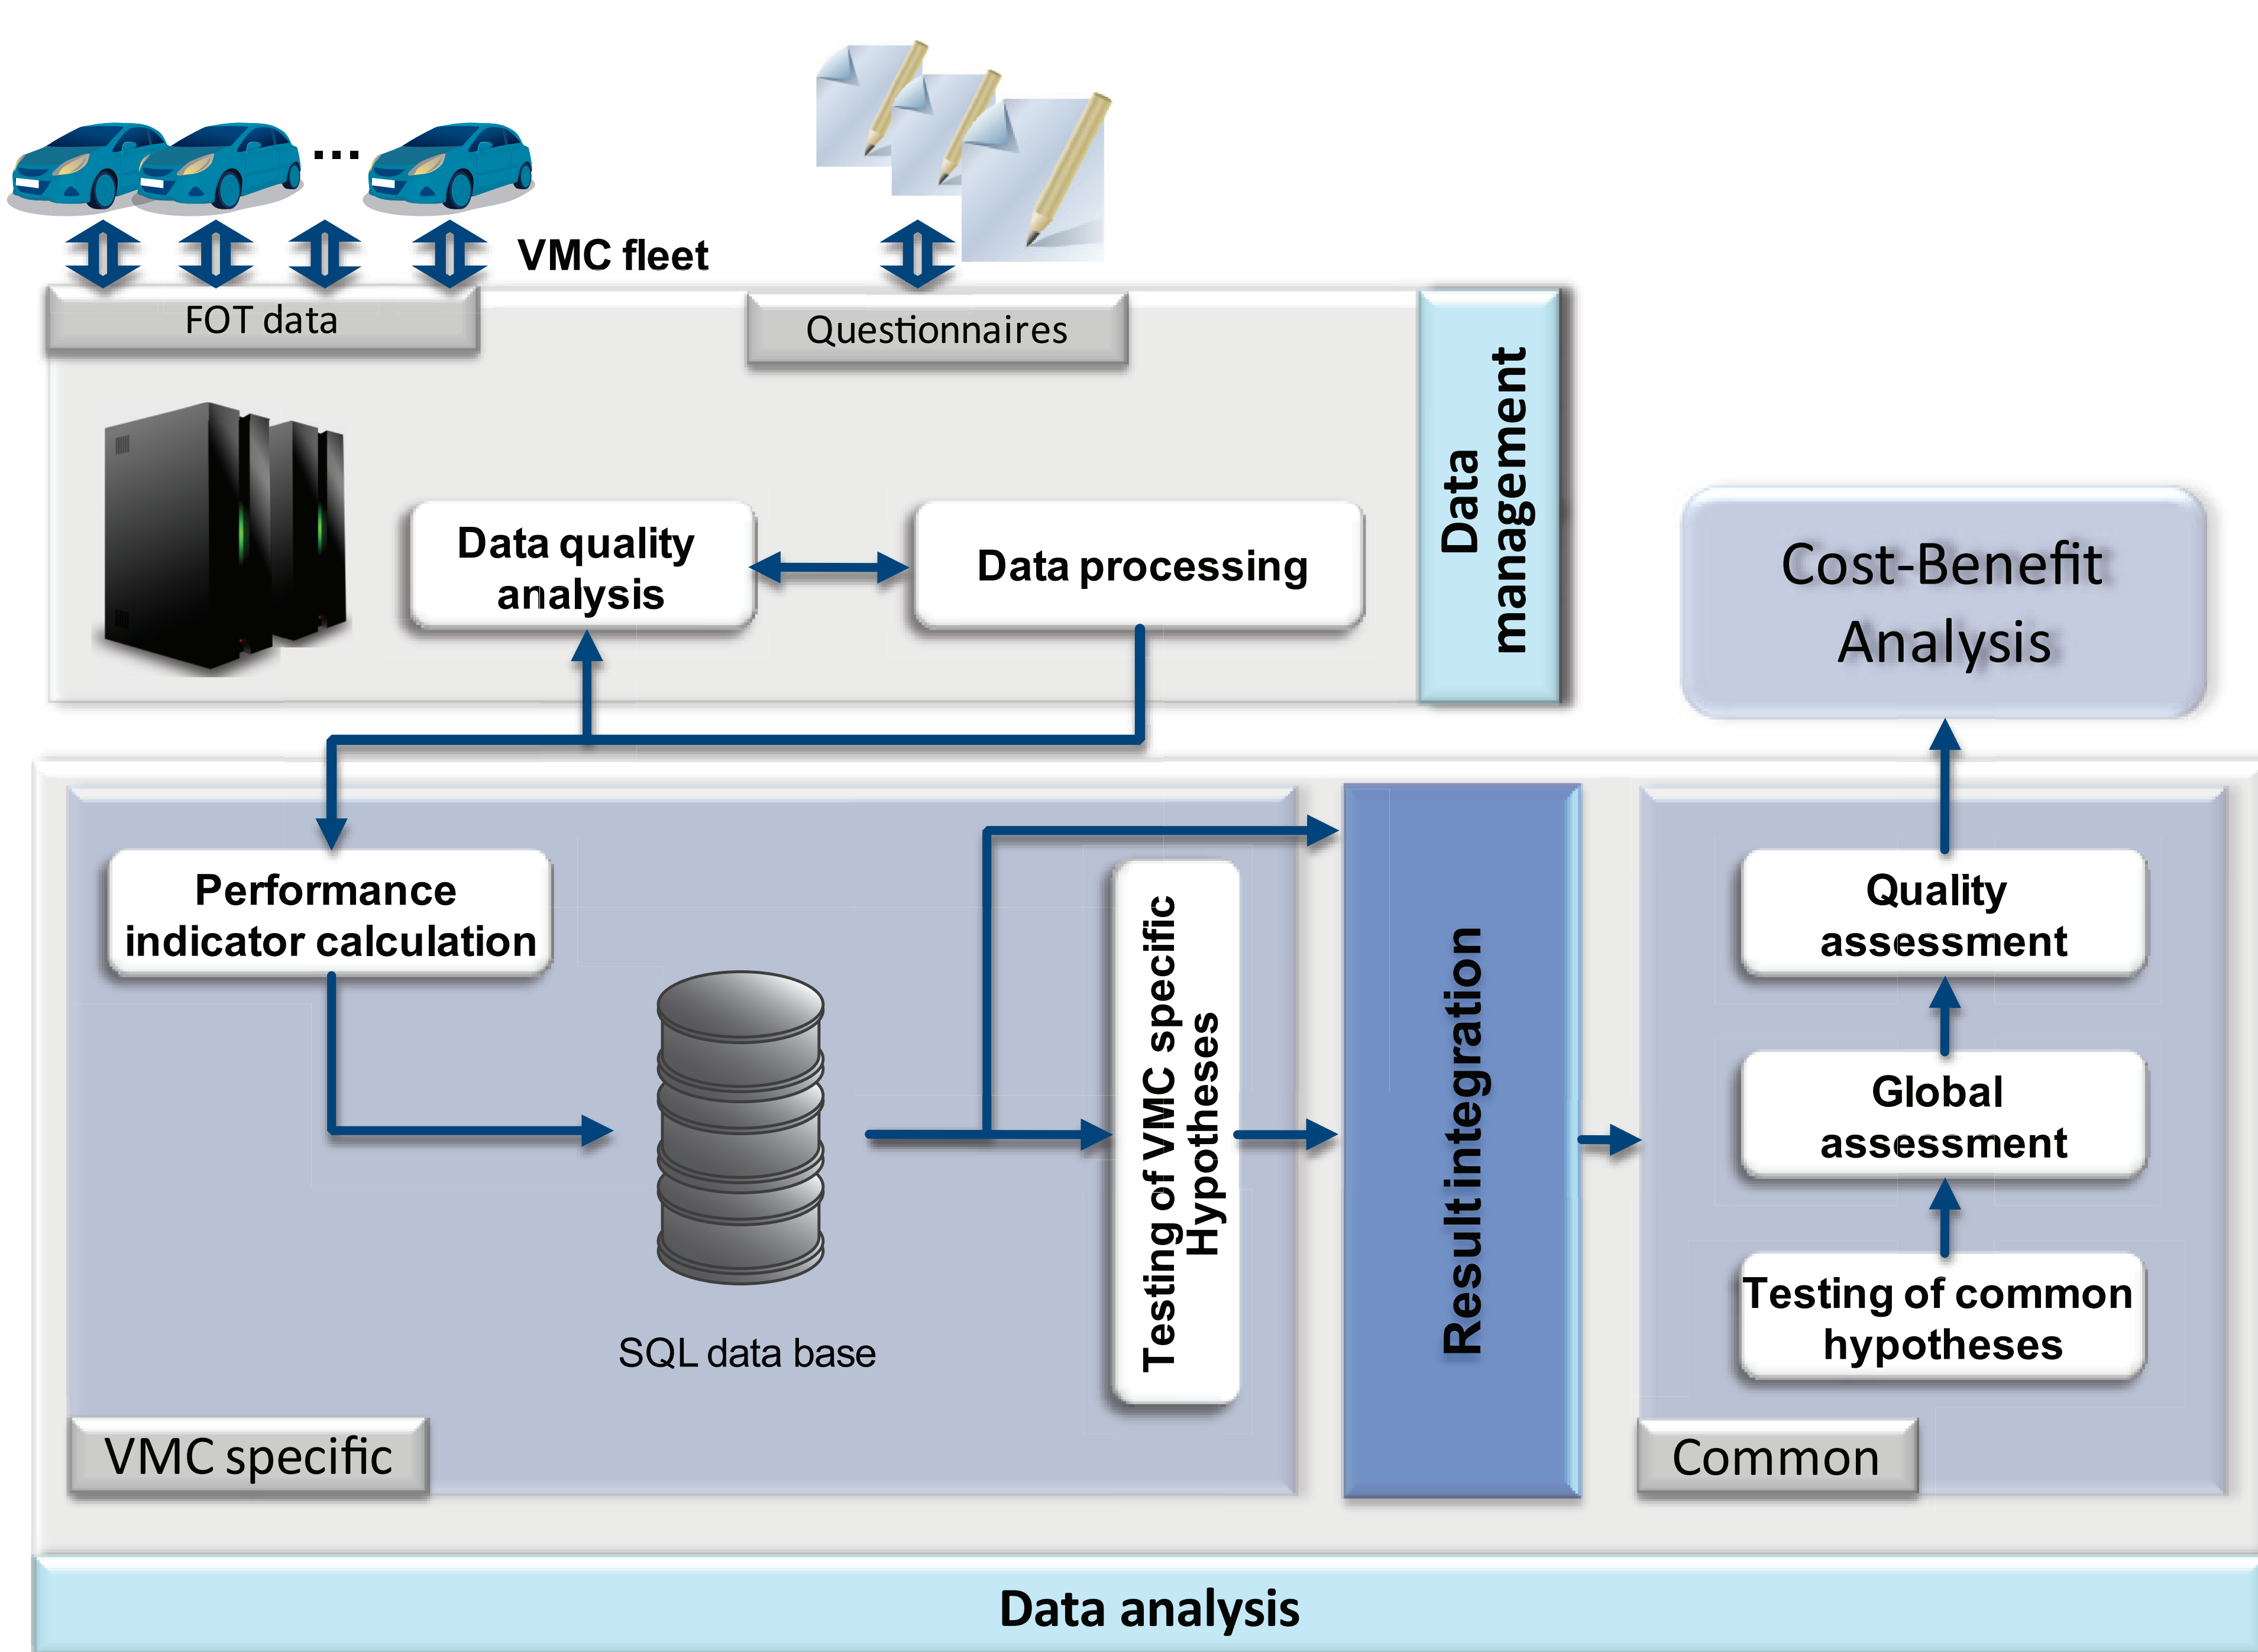 ...
VMC fleet
FOT data
Questionnaires
Data
management
Data quality
analysis
Data processing
Cost-Benefit
Analysis
Performance
indicator calculation
SQL data base
Testing of VMC specific
Hypotheses
Result integration
Quality
assessment
Global
assessment
Testing of common
hypotheses
VMC specific
Common
Data analysis